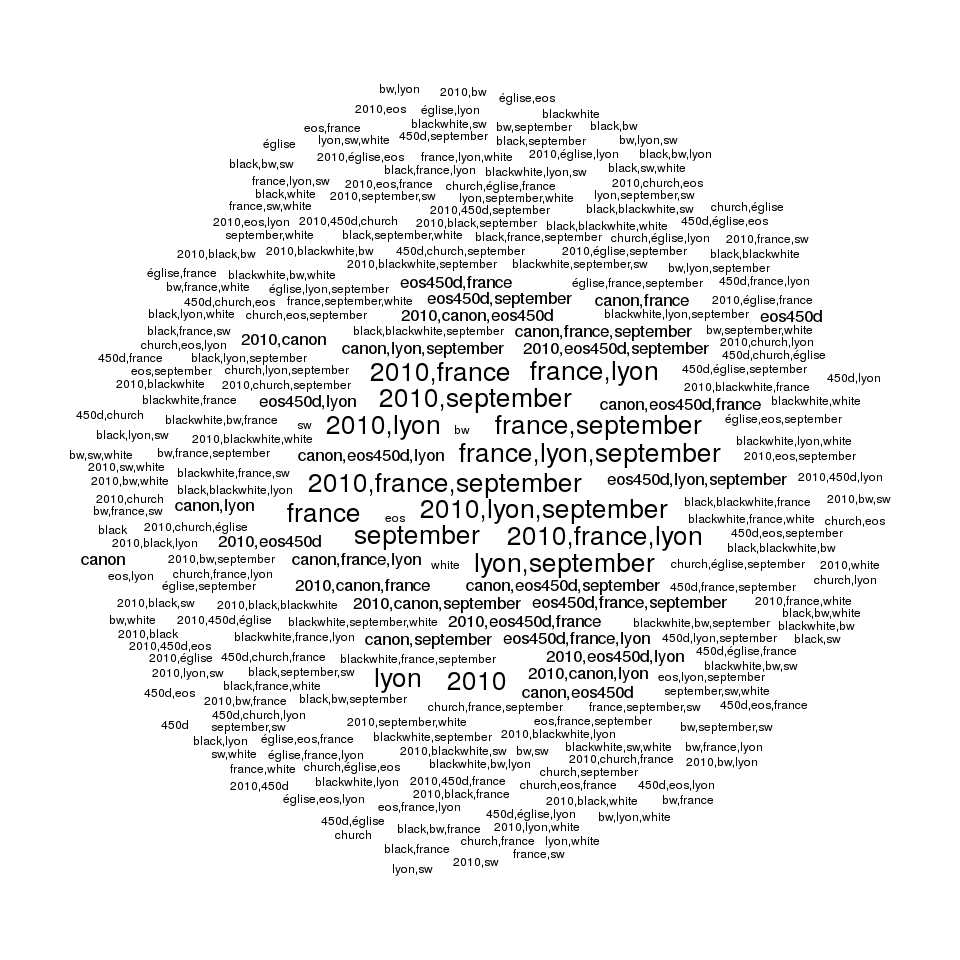 bw,lyon 2010,bw église,eos
2010,eos église,lyon blackwhite
eos,france blackwhite,sw bw,september black,bw
église lyon,sw,white 450d,september black,september bw,lyon,sw
black,bw,sw 2010,église,eos france,lyon,white 2010,église,lyon black,bw,lyon
black,france,lyon blackwhite,lyon,sw black,sw,white
france,lyon,sw 2010,eos,france church,église,france 2010,church,eos
black,white 2010,september,sw lyon,september,white lyon,september,sw
france,sw,white 2010,450d,september black,blackwhite,sw church,église
2010,eos,lyon 2010,450d,church 2010,black,september black,blackwhite,white 450d,église,eos
september,white black,september,white black,france,september church,église,lyon 2010,france,sw
2010,black,bw 2010,blackwhite,bw 450d,church,september 2010,église,september black,blackwhite
2010,blackwhite,september blackwhite,september,sw bw,lyon,september
église,france blackwhite,bw,white eos450d,france église,france,september 450d,france,lyon
bw,france,white église,lyon,september
450d,church,eos france,september,white eos450d,september canon,france 2010,église,france
black,lyon,white church,eos,september 2010,canon,eos450d blackwhite,lyon,september eos450d
black,france,sw black,blackwhite,september canon,france,september bw,september,white
church,eos,lyon 2010,canon canon,lyon,september 2010,eos450d,september 2010,church,lyon
450d,france black,lyon,september 450d,church,église
eos,september church,lyon,september 2010,france france,lyon 450d,église,september
2010,blackwhite 2010,church,september 2010,blackwhite,france 450d,lyon
blackwhite,france eos450d,lyon 2010,september canon,eos450d,france blackwhite,white
450d,church blackwhite,bw,france sw 2010,lyon bw france,september église,eos,september
black,lyon,sw 2010,blackwhite,white blackwhite,lyon,white
bw,sw,white bw,france,september canon,eos450d,lyon france,lyon,september 2010,eos,september
2010,sw,white blackwhite,france,sw
2010,bw,white black,blackwhite,lyon 2010,france,september eos450d,lyon,september 2010,450d,lyon
2010,church canon,lyon black,blackwhite,france 2010,bw,sw
bw,france,sw france eos 2010,lyon,september blackwhite,france,white church,eos
black 2010,church,église september 2010,france,lyon 450d,eos,september
2010,black,lyon 2010,eos450d black,blackwhite,bw
canon 2010,bw,september canon,france,lyon white lyon,september church,église,september 2010,white
eos,lyon church,france,lyon church,lyon
église,september 2010,canon,france canon,eos450d,september 450d,france,september
2010,black,sw 2010,black,blackwhite 2010,canon,september eos450d,france,september 2010,france,white
bw,white 2010,450d,église blackwhite,september,white 2010,eos450d,france blackwhite,bw,september black,bw,white
2010,black blackwhite,france,lyon canon,september eos450d,france,lyon 450d,lyon,september blackwhite,bw
2010,450d,eos black,sw
2010,église 450d,church,france blackwhite,france,september 2010,eos450d,lyon 450d,église,france
2010,lyon,sw black,september,sw lyon 2010 2010,canon,lyon eos,lyon,september blackwhite,bw,sw
450d,eos black,france,white canon,eos450d september,sw,white
2010,bw,france black,bw,september church,france,september france,september,sw 450d,eos,france
450d 450d,church,lyon 2010,september,white eos,france,september
september,sw bw,september,sw
black,lyon église,eos,france blackwhite,september 2010,blackwhite,lyon
sw,white église,france,lyon 2010,blackwhite,sw bw,sw blackwhite,sw,white bw,france,lyon
france,white church,église,eos blackwhite,bw,lyon 2010,church,france 2010,bw,lyon
church,september
2010,450d blackwhite,lyon 2010,450d,france church,eos,france 450d,eos,lyon
église,eos,lyon 2010,black,france 2010,black,white bw,france
eos,france,lyon
450d,église 450d,église,lyon bw,lyon,white
church black,bw,france 2010,lyon,white
black,france church,france lyon,white
lyon,sw 2010,sw france,sw